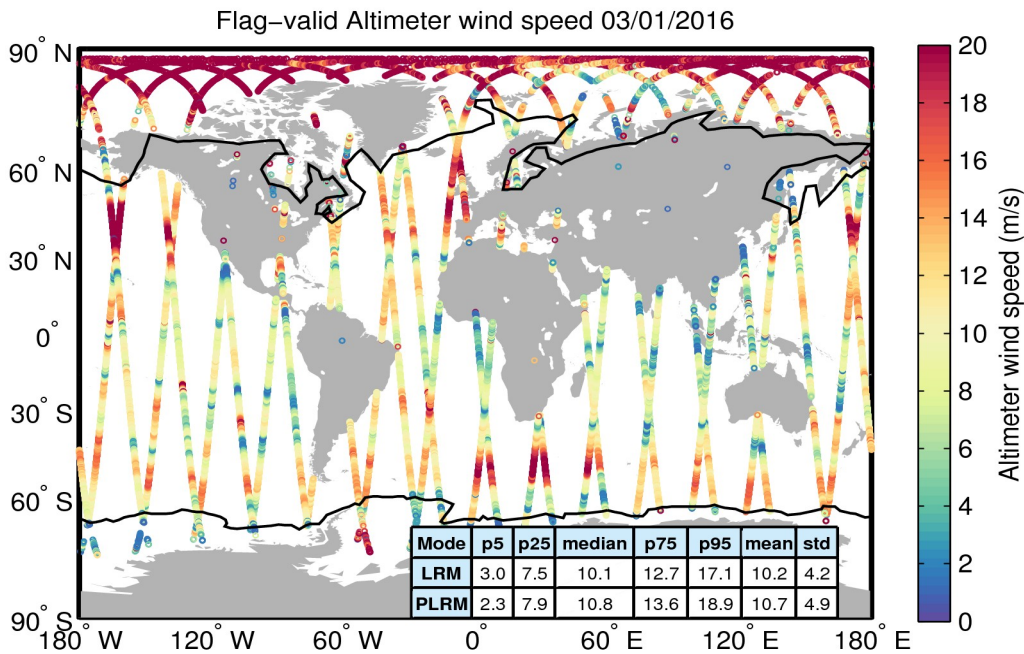 Flag−valid Altimeter wind speed 03/01/2016
90° N
60° N
30° N
0°
30° S
60° S
90° S
180° W
120° W
60° W
0°
60° E
120° E
180° E
Mode p5 p25 median p75 p95 mean std
LRM 3.0 7.5 10.1 12.7 17.1 10.2 4.2
PLRM 2.3 7.9 10.8 13.6 18.9 10.7 4.9
20
18
16
14
12
10
8
6
4
2
0
Altimeter wind speed (m/s)